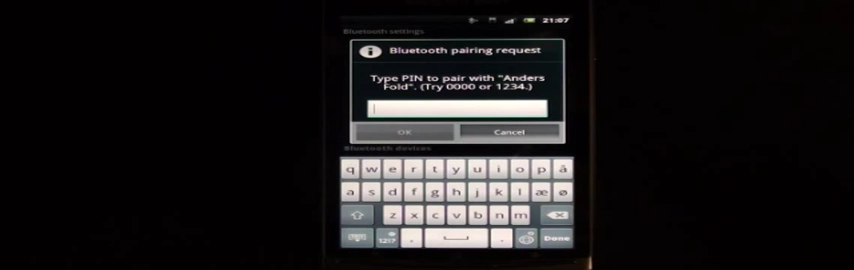 21:07
Bluetooth settings
Bluetooth pairing request
Type PIN to pair with "Anders
Fold". (Try 0000 or 1234.)
OK Cancel
Bluetooth devices
q w e r t y u i o p å
a s d f g h j k l æ ø
z x c v b n m
12!? , . Done